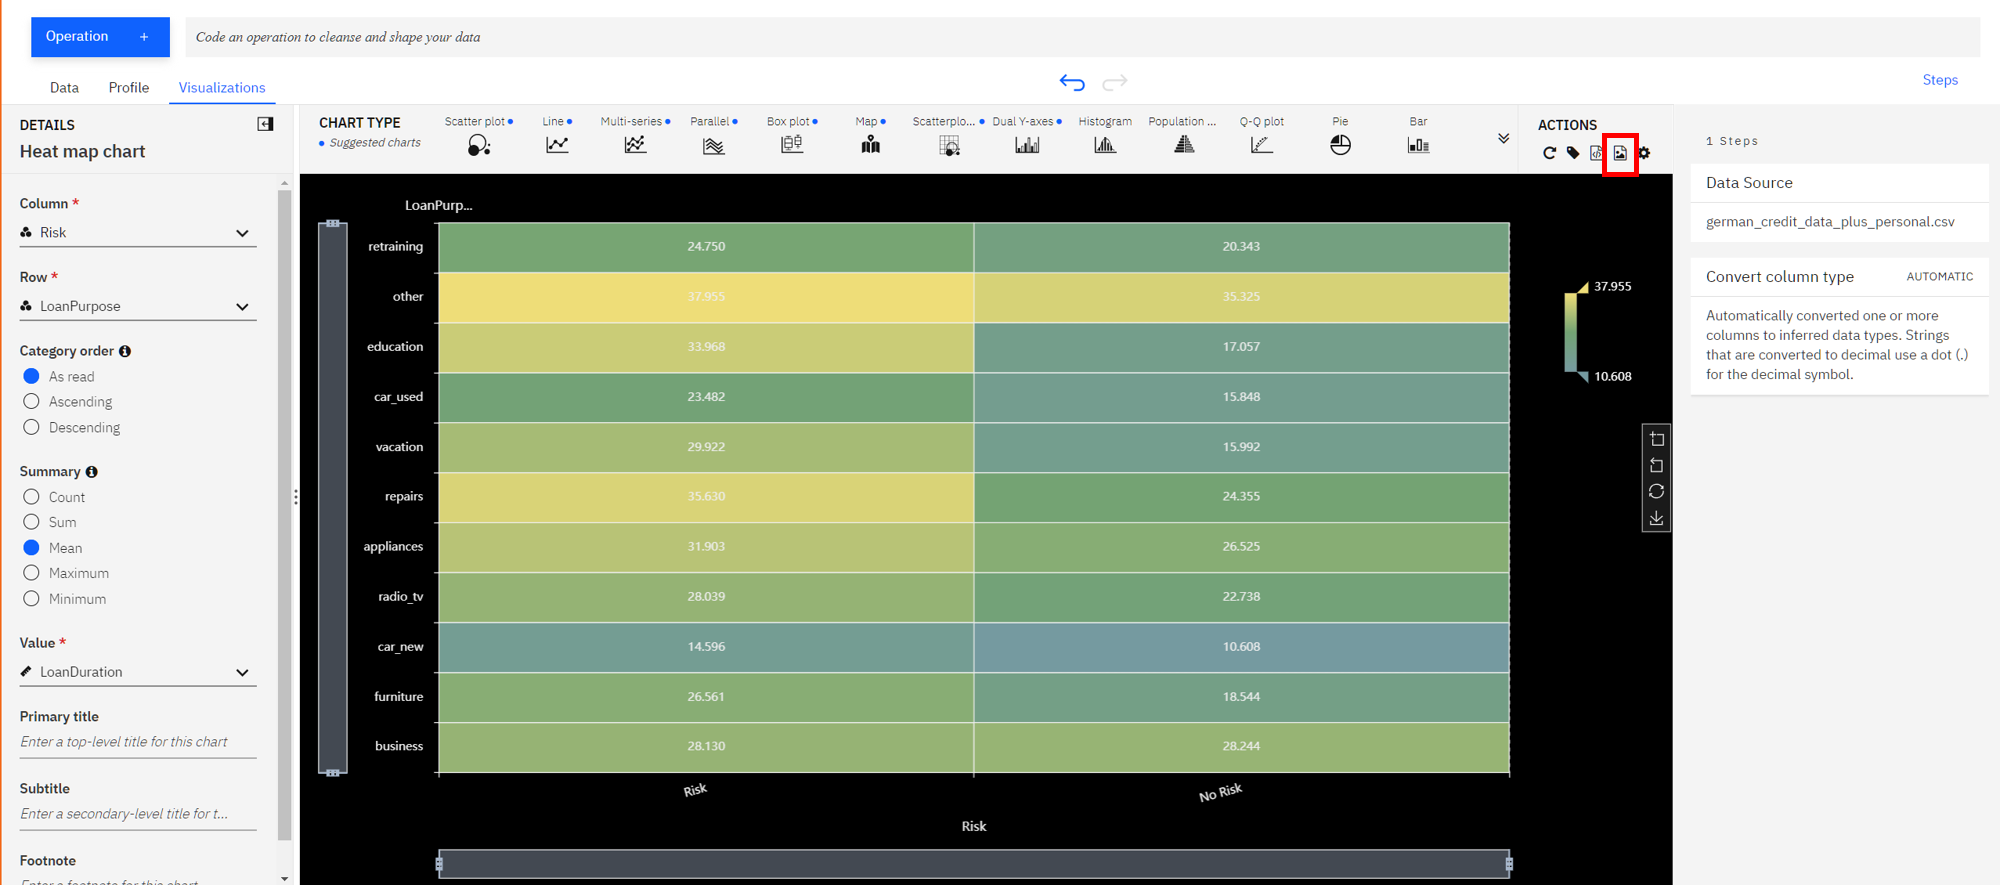 Operation +
Code an operation to cleanse and shape your data
Data Profile Visualizations
Steps
DETAILS
Heat map chart
Column *
Risk
Row *
LoanPurpose
Category order
As read
Ascending
Descending
Summary
Count
Sum
Mean
Maximum
Minimum
Value *
LoanDuration
Primary title
Enter a top-level title for this chart
Subtitle
Enter a secondary-level title for t...
Footnote
Enter a footnote for this chart
CHART TYPE
Suggested charts
Scatter plot
Line
Multi-series
Parallel
Box plot
Map
Scatterplo...
Dual Y-axes
Histogram
Population ...
Q-Q plot
Pie
Bar
ACTIONS
LoanPurp...
retraining 24.750 20.343
other 37.955 35.325
education 33.968 17.057
car_used 23.482 15.848
vacation 29.922 15.992
repairs 35.630 24.355
appliances 31.903 26.525
radio_tv 28.039 22.738
car_new 14.596 10.608
furniture 26.561 18.544
business 28.130 28.244
Risk No Risk
Risk
37.955
10.608
1 Steps
Data Source
german_credit_data_plus_personal.csv
Convert column type AUTOMATIC
Automatically converted one or more
columns to inferred data types. Strings
that are converted to decimal use a dot (.)
for the decimal symbol.